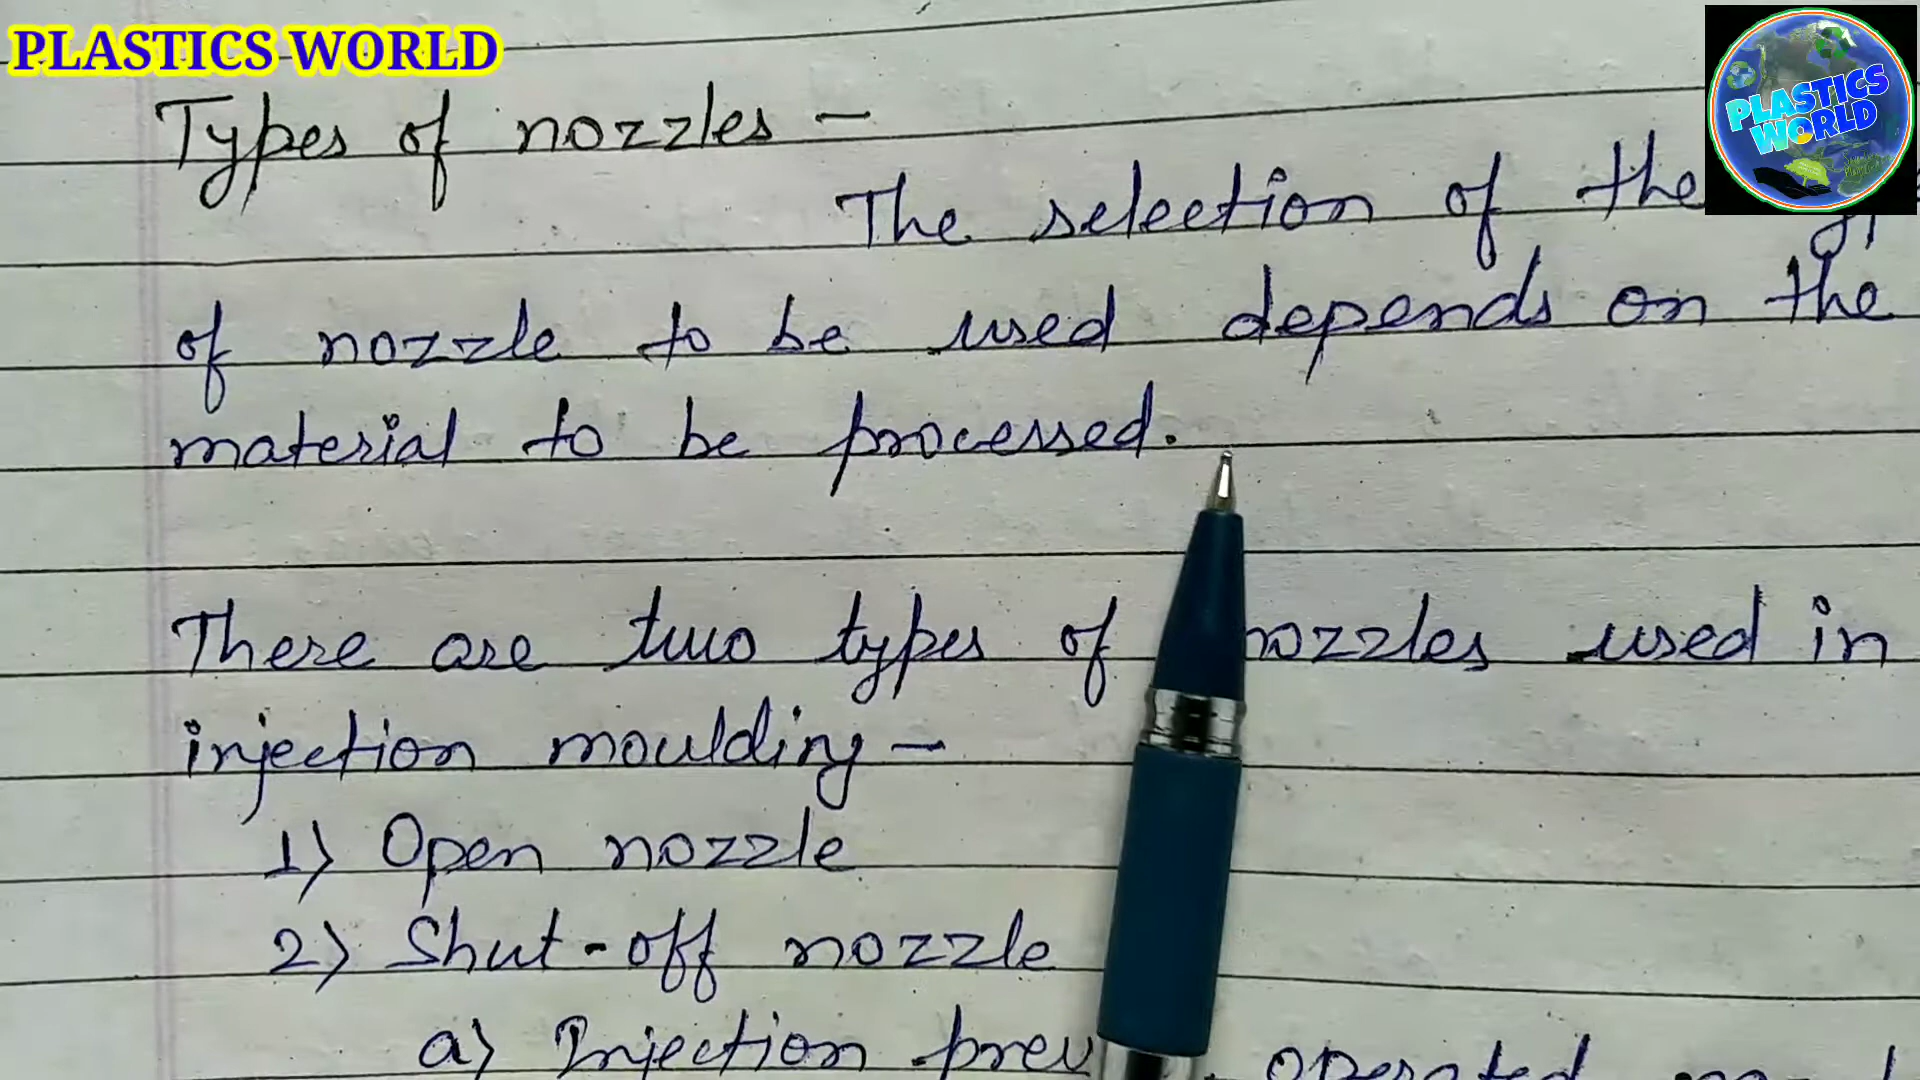 PLASTICS WORLD
PLASTICS WORLD
Types of nozzles -
The selection of the
of nozzle to be used depends on the
material to be processed.
There are two types of nozzles used in
injection moulding -
1) Open nozzle
2) Shut-off nozzle
a) Injection operated